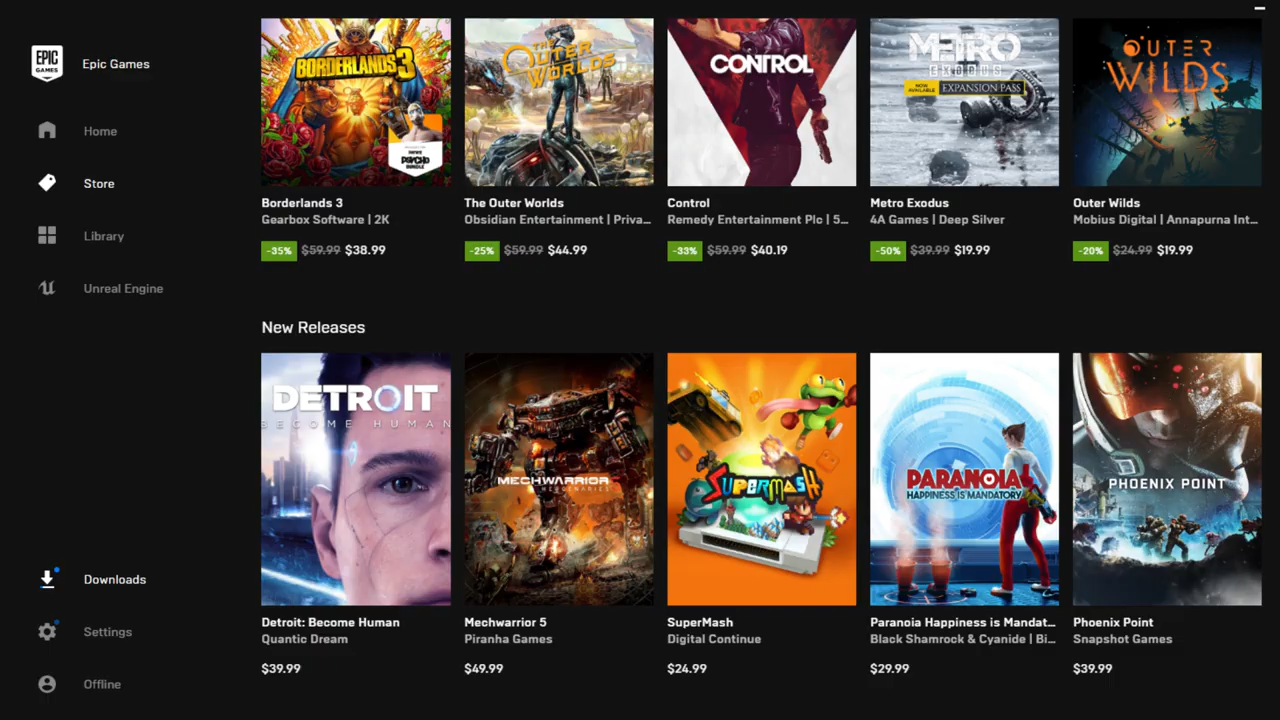 EPIC
GAMES
Epic Games
Home
Store
Library
Unreal Engine
Downloads
Settings
Offline
BORDERLANDS 3
PSYCHO
BUNDLE
Borderlands 3
Gearbox Software | 2K
-35% $59.99 $38.99
THE
OUTER
WORLDS
The Outer Worlds
Obsidian Entertainment | Priva...
-25% $59.99 $44.99
CONTROL
Control
Remedy Entertainment Plc | 5...
-33% $59.99 $40.19
METRO
EXODUS
NOW
AVAILABLE
EXPANSION PASS
Metro Exodus
4A Games | Deep Silver
-50% $39.99 $19.99
OUTER
WILDS
Outer Wilds
Mobius Digital | Annapurna Int...
-20% $24.99 $19.99
New Releases
DETROIT
BECOME HUMAN
Detroit: Become Human
Quantic Dream
$39.99
MECHWARRIOR
MERCENARIES
Mechwarrior 5
Piranha Games
$49.99
SUPERMASH
SuperMash
Digital Continue
$24.99
PARANOIA
HAPPINESS IS MANDATORY
Paranoia Happiness is Mandat...
Black Shamrock & Cyanide | Bi...
$29.99
PHOENIX POINT
Phoenix Point
Snapshot Games
$39.99